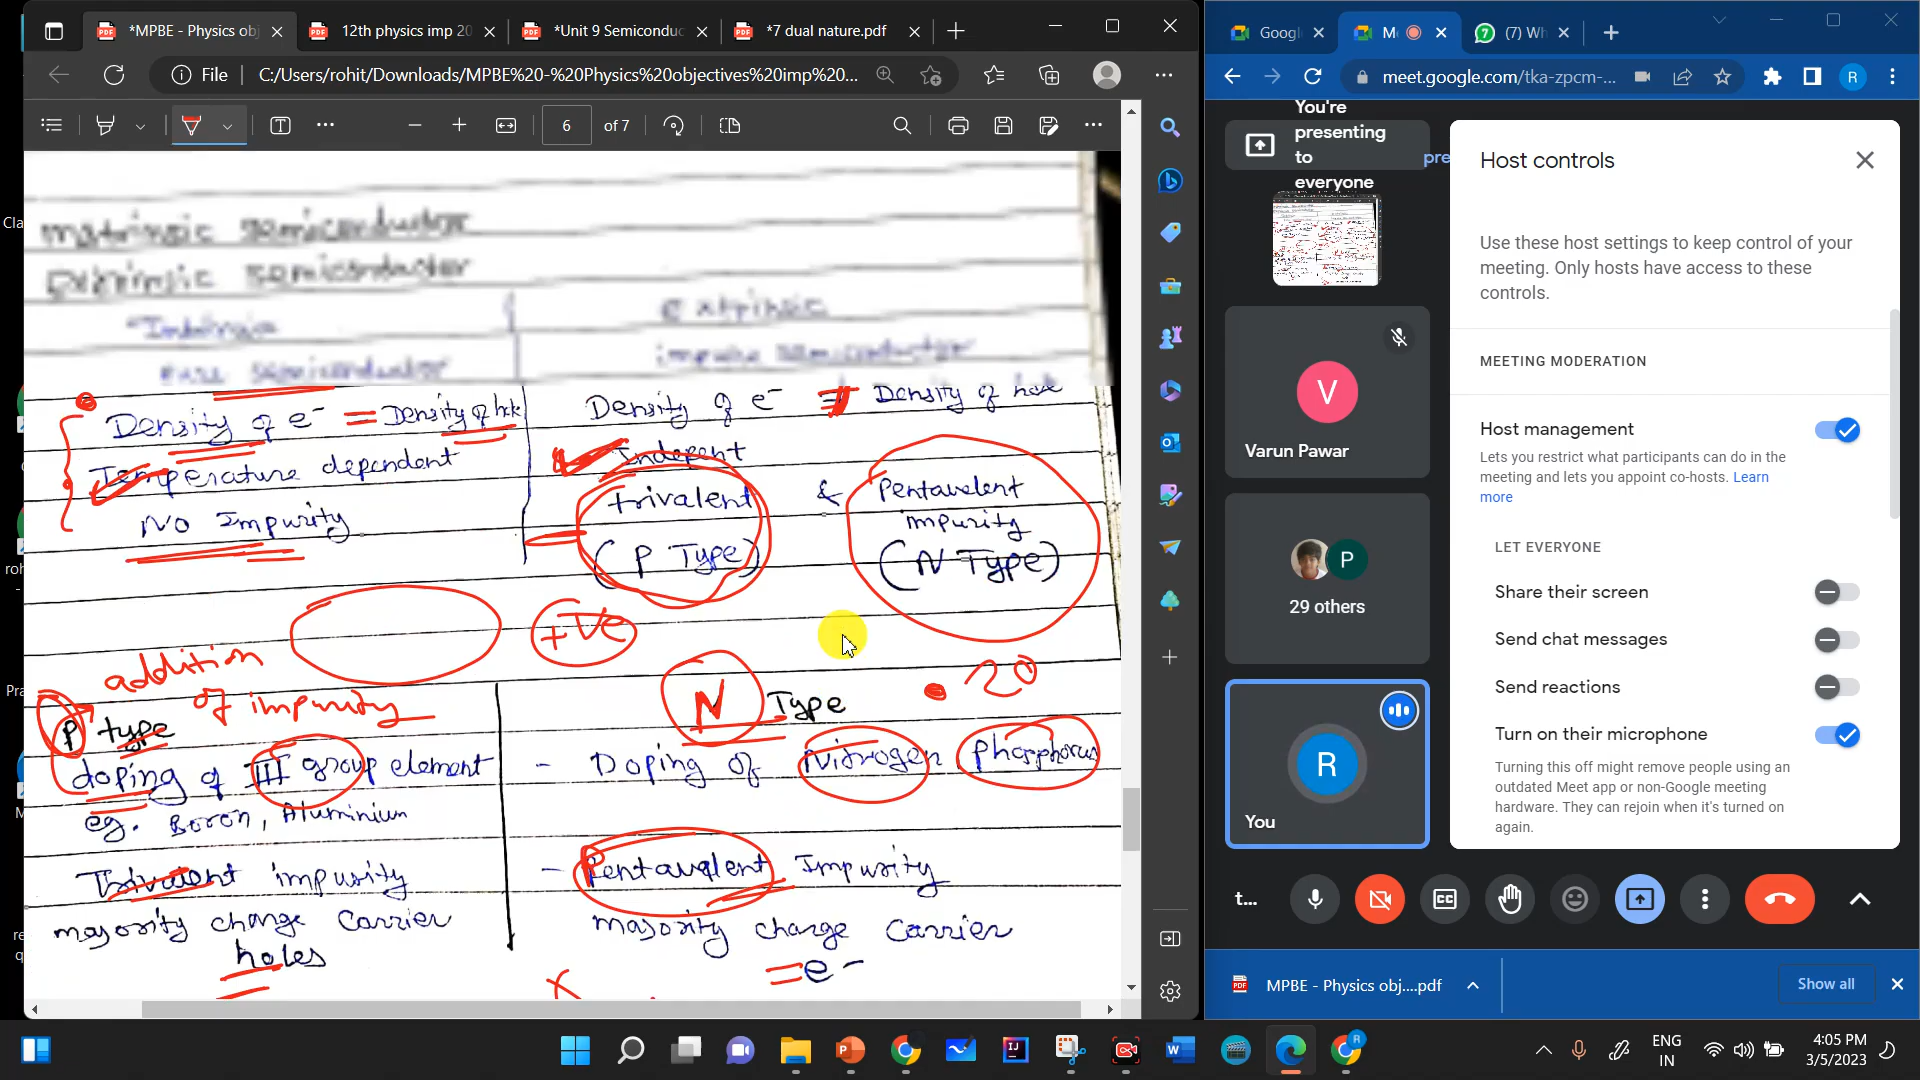 *MPBE - Physics obj
12th physics imp 20
*Unit 9 Semiconduc
*7 dual nature.pdf
File
C:/Users/rohit/Downloads/MPBE%20-%20Physics%20objectives%20imp%20...
6
of 7
semiconductor
semiconductor
impure semiconductor
Density of e⁻ = Density of hole
Density of e⁻ ≠ Density of hole
Temperature dependent
Indepent
No Impurity
trivalent & Pentavalent
impurity
(P Type)
(N Type)
+ve
addition
of impurity
20
P type
N Type
doping of III group element
- Doping of Nitrogen Phosphorus
eg. Boron, Aluminium
Trivalent impurity
- Pentavalent Impurity
majority charge carrier
holes
majority charge carrier
= e⁻
Googl
Me
(7) Wh
meet.google.com/tka-zpcm-...
R
You're
presenting
to
everyone
pre
V
Varun Pawar
P
29 others
R
You
Host controls
Use these host settings to keep control of your
meeting. Only hosts have access to these
controls.
MEETING MODERATION
Host management
Lets you restrict what participants can do in the
meeting and lets you appoint co-hosts. Learn
more
LET EVERYONE
Share their screen
Send chat messages
Send reactions
Turn on their microphone
Turning this off might remove people using an
outdated Meet app or non-Google meeting
hardware. They can rejoin when it's turned on
again.
t...
MPBE - Physics obj....pdf
Show all
ENG
IN
4:05 PM
3/5/2023